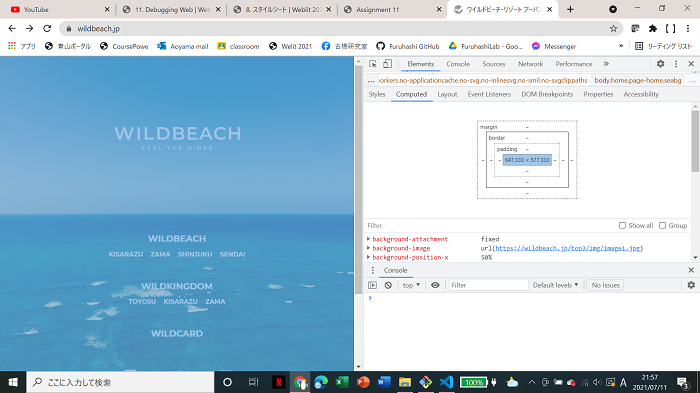 YouTube
11. Debugging Web | Web
8. スタイルシート | Weblit 20
Assignment 11
ワイルドビーチ・リゾート アーバン
wildbeach.jp
アプリ
青山ポータル
CoursePowe
Aoyama mail
classroom
Welit 2021
古橋研究室
Furuhashi GitHub
FuruhashiLab - Goo...
Messenger
»
リーディング リスト
WILDBEACH
FEEL THE VIBES
WILDBEACH
KISARAZU ZAMA SHINJUKU SENDAI
WILDKINGDOM
TOYOSU KISARAZU ZAMA
WILDCARD
Elements Console Sources Network Performance »
... ›orkers.no-applicationcache.no-svg.no-inlinesvg.no-smil.no-svgclippaths body.home.page-home.seabg ...
Styles Computed Layout Event Listeners DOM Breakpoints Properties Accessibility
margin
border
padding
647.333 × 577.333
Filter Show all Group
background-attachment fixed
background-image url(https://wildbeach.jp/top3/img/image1.jpg)
background-position-x 50%
Console
top Filter Default levels No Issues
ここに入力して検索
100%
A
21:57
2021/07/11
3